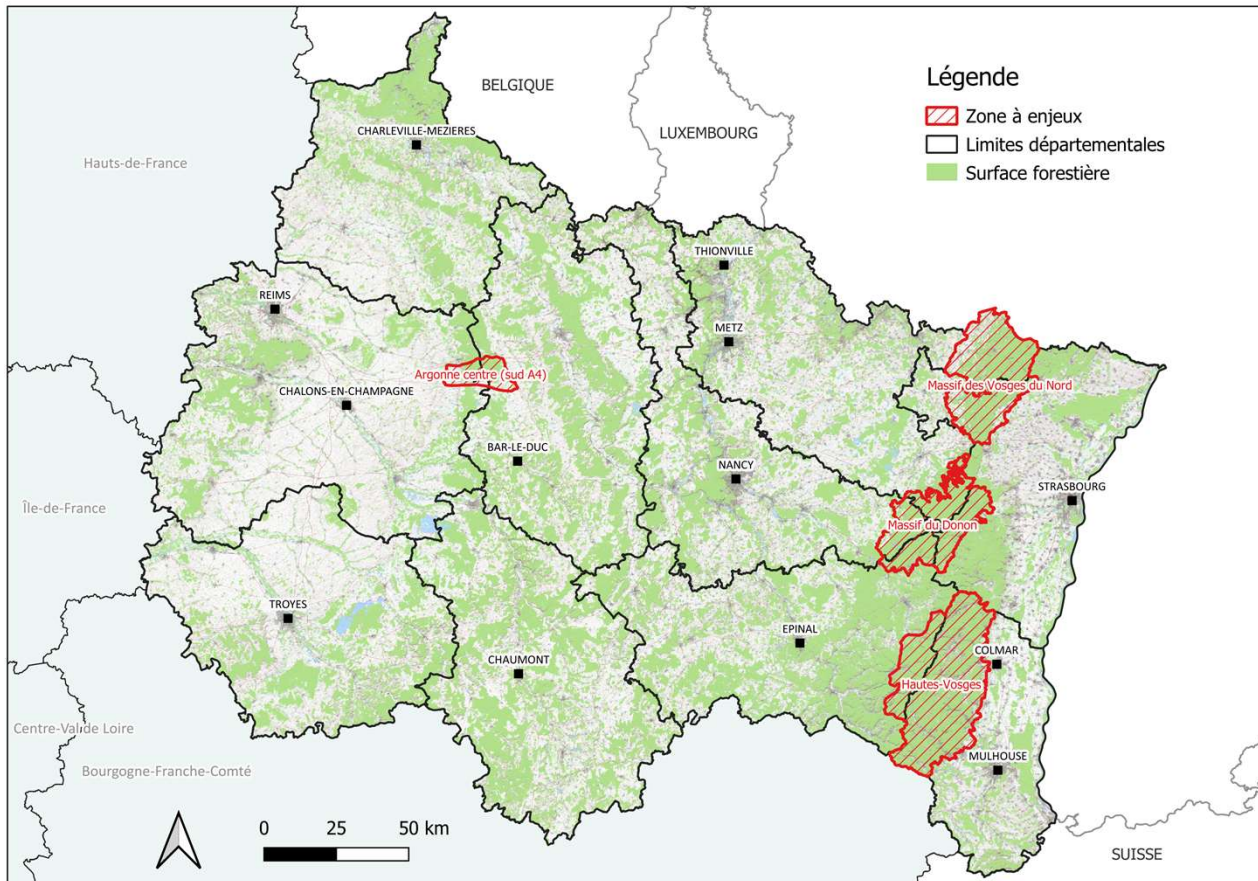 BELGIQUE
LUXEMBOURG
Légende
Zone à enjeux
Limites départementales
Surface forestière
CHARLEVILLE-MEZIERES
Hauts-de-France
THIONVILLE
REIMS
METZ
Argonne centre (sud A4)
Massif des Vosges du Nord
CHALONS-EN-CHAMPAGNE
BAR-LE-DUC
NANCY
STRASBOURG
Île-de-France
Massif du Donon
TROYES
EPINAL
CHAUMONT
COLMAR
Hautes-Vosges
Centre-Val de Loire
Bourgogne-Franche-Comté
MULHOUSE
0 25 50 km
SUISSE